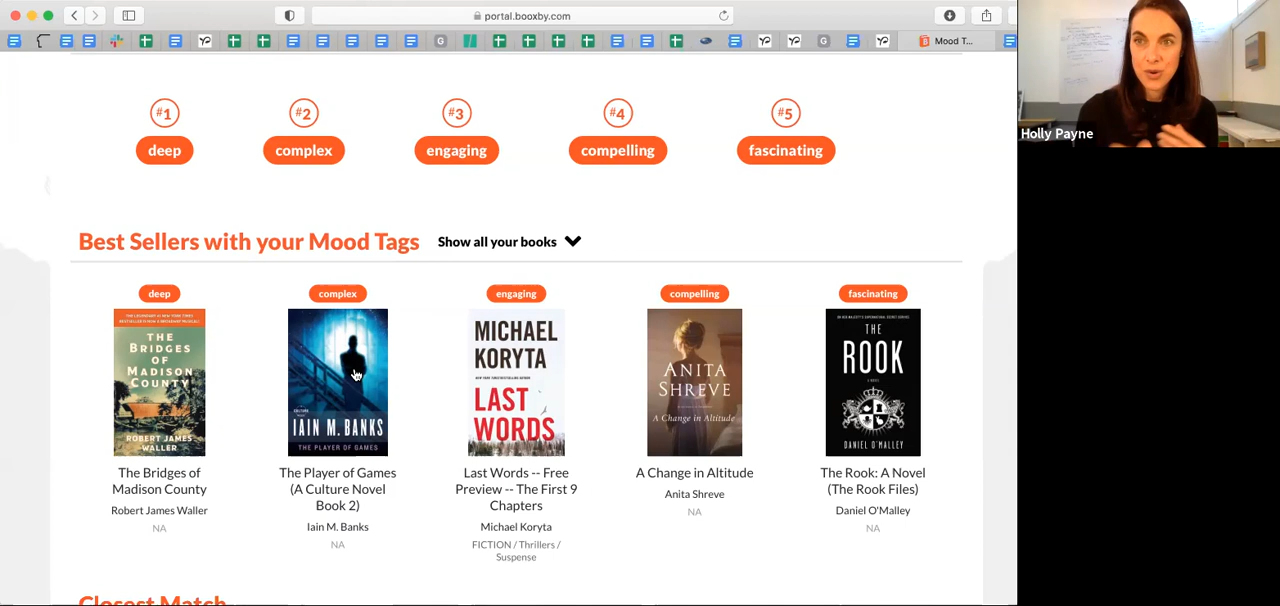 portal.booxby.com
Mood T...
#1
#2
#3
#4
#5
deep
complex
engaging
compelling
fascinating
Holly Payne
Best Sellers with your Mood Tags
Show all your books
deep
complex
engaging
compelling
fascinating
THE
BRIDGES
OF
MADISON
COUNTY
ROBERT JAMES
WALLER
IAIN M. BANKS
THE PLAYER OF GAMES
MICHAEL
KORYTA
LAST
WORDS
ANITA
SHREVE
A Change in Altitude
THE
ROOK
DANIEL O'MALLEY
The Bridges of
Madison County
Robert James Waller
NA
The Player of Games
(A Culture Novel
Book 2)
Iain M. Banks
NA
Last Words -- Free
Preview -- The First 9
Chapters
Michael Koryta
FICTION / Thrillers /
Suspense
A Change in Altitude
Anita Shreve
NA
The Rook: A Novel
(The Rook Files)
Daniel O'Malley
NA
Closest Match